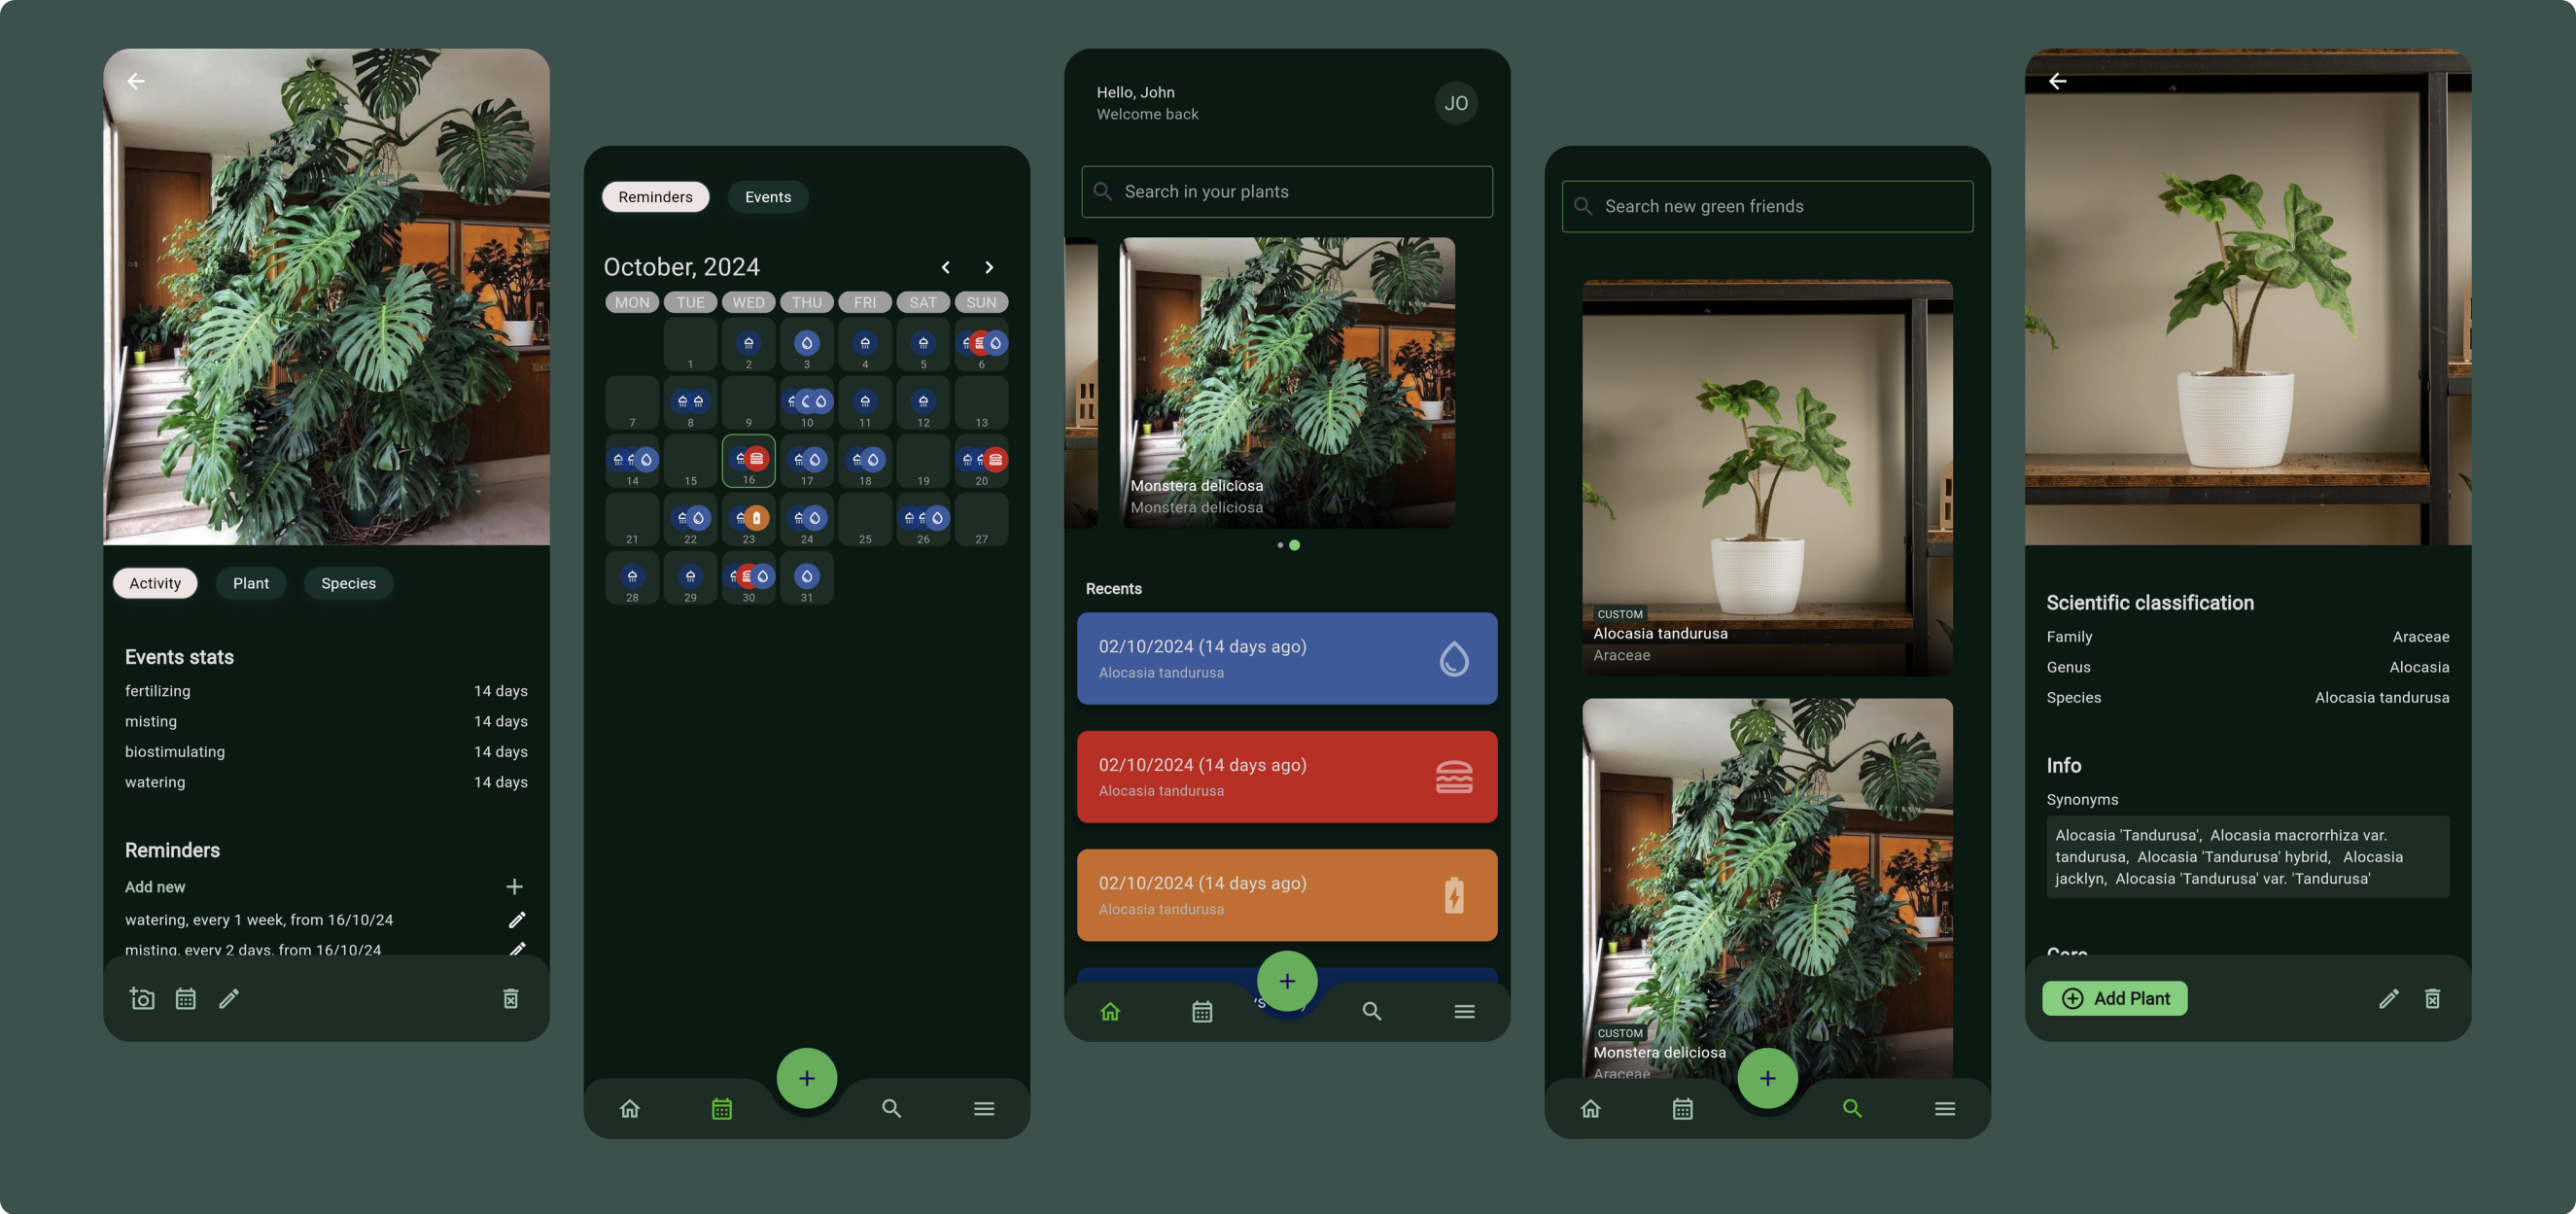 Activity
Plant
Species
Events stats
fertilizing 14 days
misting 14 days
biostimulating 14 days
watering 14 days
Reminders
Add new
watering, every 1 week, from 16/10/24
misting, every 2 days, from 16/10/24
Reminders
Events
October, 2024
MON TUE WED THU FRI SAT SUN
1 2 3 4 5 6
7 8 9 10 11 12 13
14 15 16 17 18 19 20
21 22 23 24 25 26 27
28 29 30 31
Hello, John
Welcome back
JO
Search in your plants
Monstera deliciosa
Monstera deliciosa
Recents
02/10/2024 (14 days ago)
Alocasia tandurusa
02/10/2024 (14 days ago)
Alocasia tandurusa
02/10/2024 (14 days ago)
Alocasia tandurusa
Search new green friends
CUSTOM
Alocasia tandurusa
Araceae
CUSTOM
Monstera deliciosa
Araceae
Scientific classification
Family Araceae
Genus Alocasia
Species Alocasia tandurusa
Info
Synonyms
Alocasia 'Tandurusa', Alocasia macrorrhiza var.
tandurusa, Alocasia 'Tandurusa' hybrid, Alocasia
jacklyn, Alocasia 'Tandurusa' var. 'Tandurusa'
Care
Add Plant